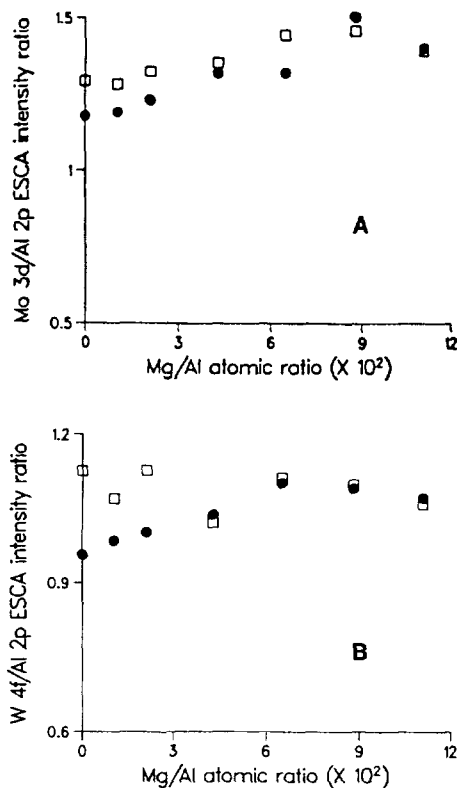 Mo 3d/Al 2p ESCA intensity ratio
1.5
1
0.5
A
0 3 6 9 12
Mg/Al atomic ratio (X 10²)
W 4f/Al 2p ESCA intensity ratio
1.2
0.9
0.6
B
0 3 6 9 12
Mg/Al atomic ratio (X 10²)